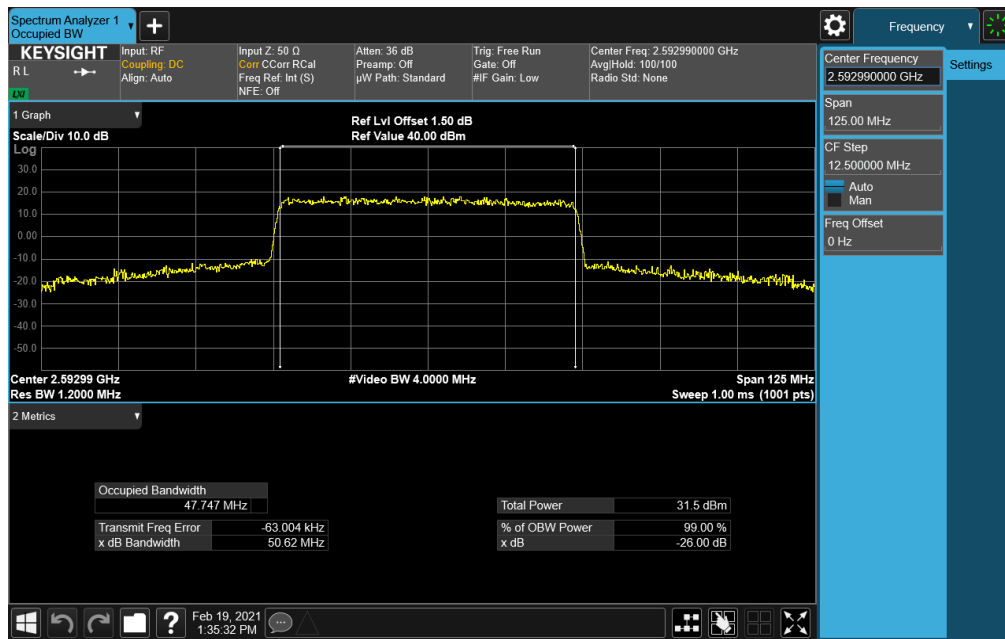 Spectrum Analyzer 1
Occupied BW
Frequency
KEYSIGHT
R L
LXI
Input: RF
Coupling: DC
Align: Auto
Input Z: 50 Ω
Corr CCorr RCal
Freq Ref: Int (S)
NFE: Off
Atten: 36 dB
Preamp: Off
µW Path: Standard
Trig: Free Run
Gate: Off
#IF Gain: Low
Center Freq: 2.592990000 GHz
Avg|Hold: 100/100
Radio Std: None
Center Frequency
2.592990000 GHz
Settings
Span
125.00 MHz
CF Step
12.500000 MHz
Auto
Man
Freq Offset
0 Hz
1 Graph
Scale/Div 10.0 dB
Ref Lvl Offset 1.50 dB
Ref Value 40.00 dBm
Log
30.0
20.0
10.0
0.00
-10.0
-20.0
-30.0
-40.0
-50.0
Center 2.59299 GHz
#Video BW 4.0000 MHz
Span 125 MHz
Res BW 1.2000 MHz
Sweep 1.00 ms (1001 pts)
2 Metrics
Occupied Bandwidth
47.747 MHz
Transmit Freq Error -63.004 kHz
x dB Bandwidth 50.62 MHz
Total Power 31.5 dBm
% of OBW Power 99.00 %
x dB -26.00 dB
Feb 19, 2021
1:35:32 PM